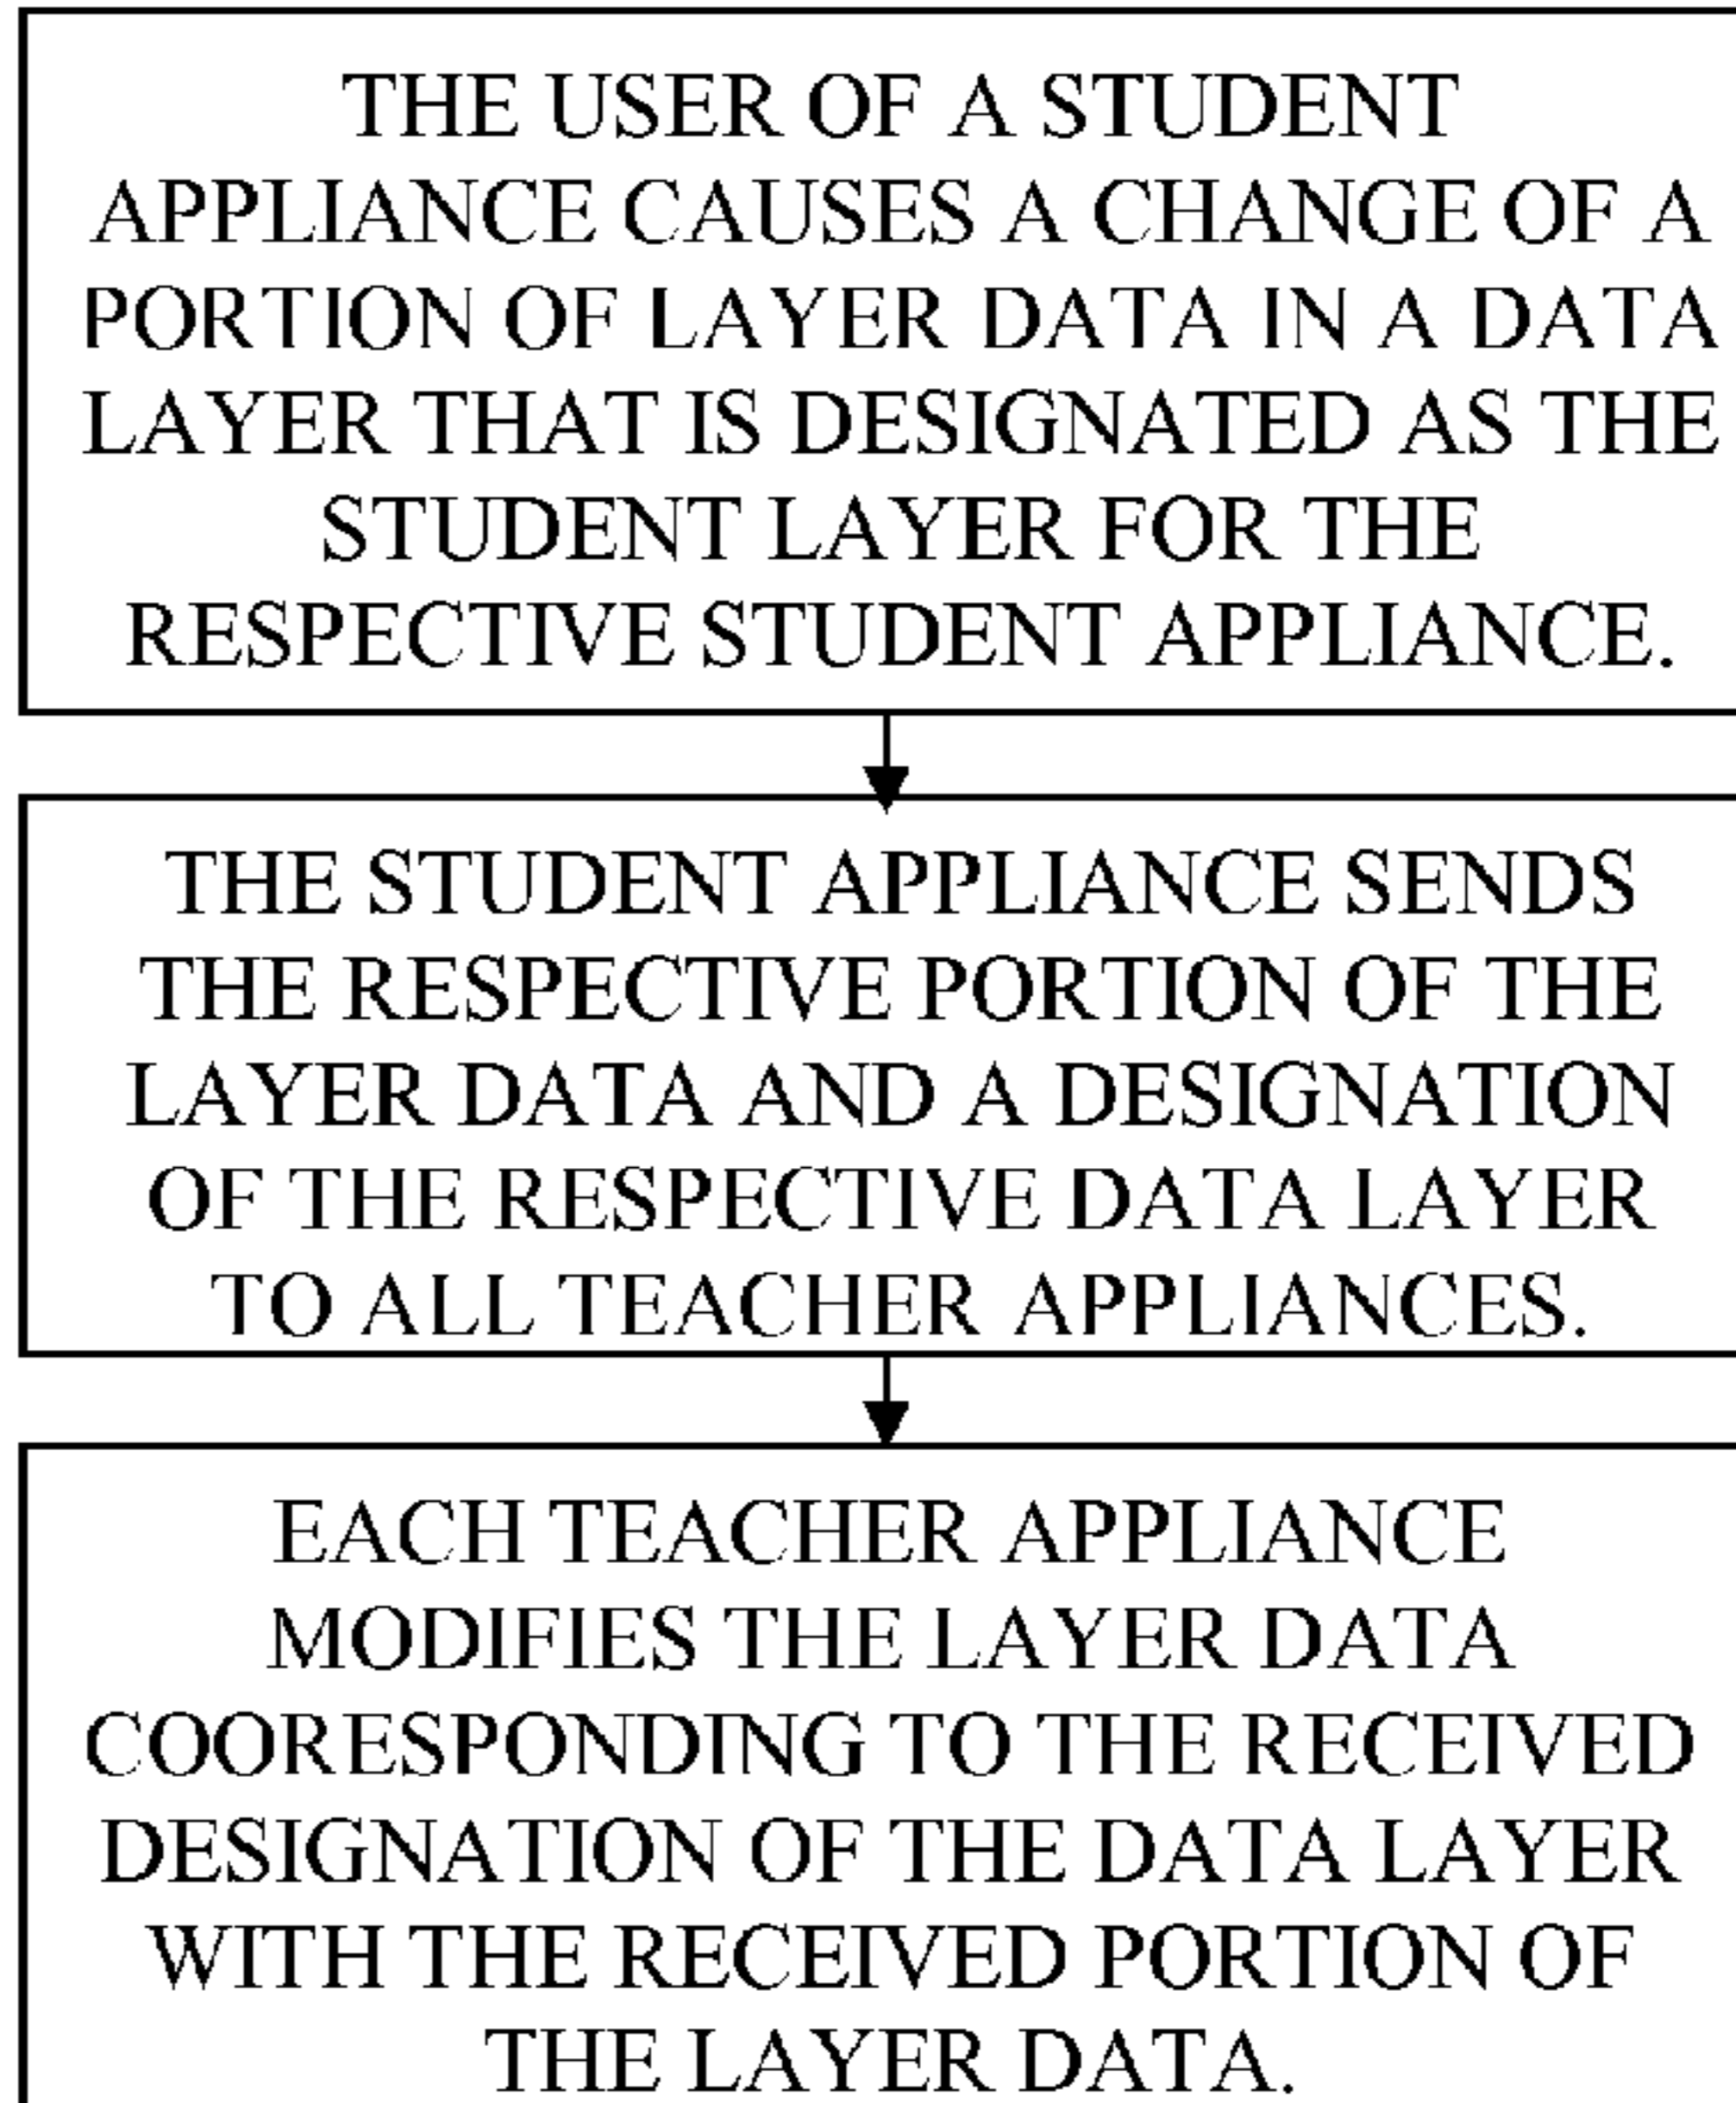 THE USER OF A STUDENT
APPLIANCE CAUSES A CHANGE OF A
PORTION OF LAYER DATA IN A DATA
LAYER THAT IS DESIGNATED AS THE
STUDENT LAYER FOR THE
RESPECTIVE STUDENT APPLIANCE.
THE STUDENT APPLIANCE SENDS
THE RESPECTIVE PORTION OF THE
LAYER DATA AND A DESIGNATION
OF THE RESPECTIVE DATA LAYER
TO ALL TEACHER APPLIANCES.
EACH TEACHER APPLIANCE
MODIFIES THE LAYER DATA
COORESPONDING TO THE RECEIVED
DESIGNATION OF THE DATA LAYER
WITH THE RECEIVED PORTION OF
THE LAYER DATA.